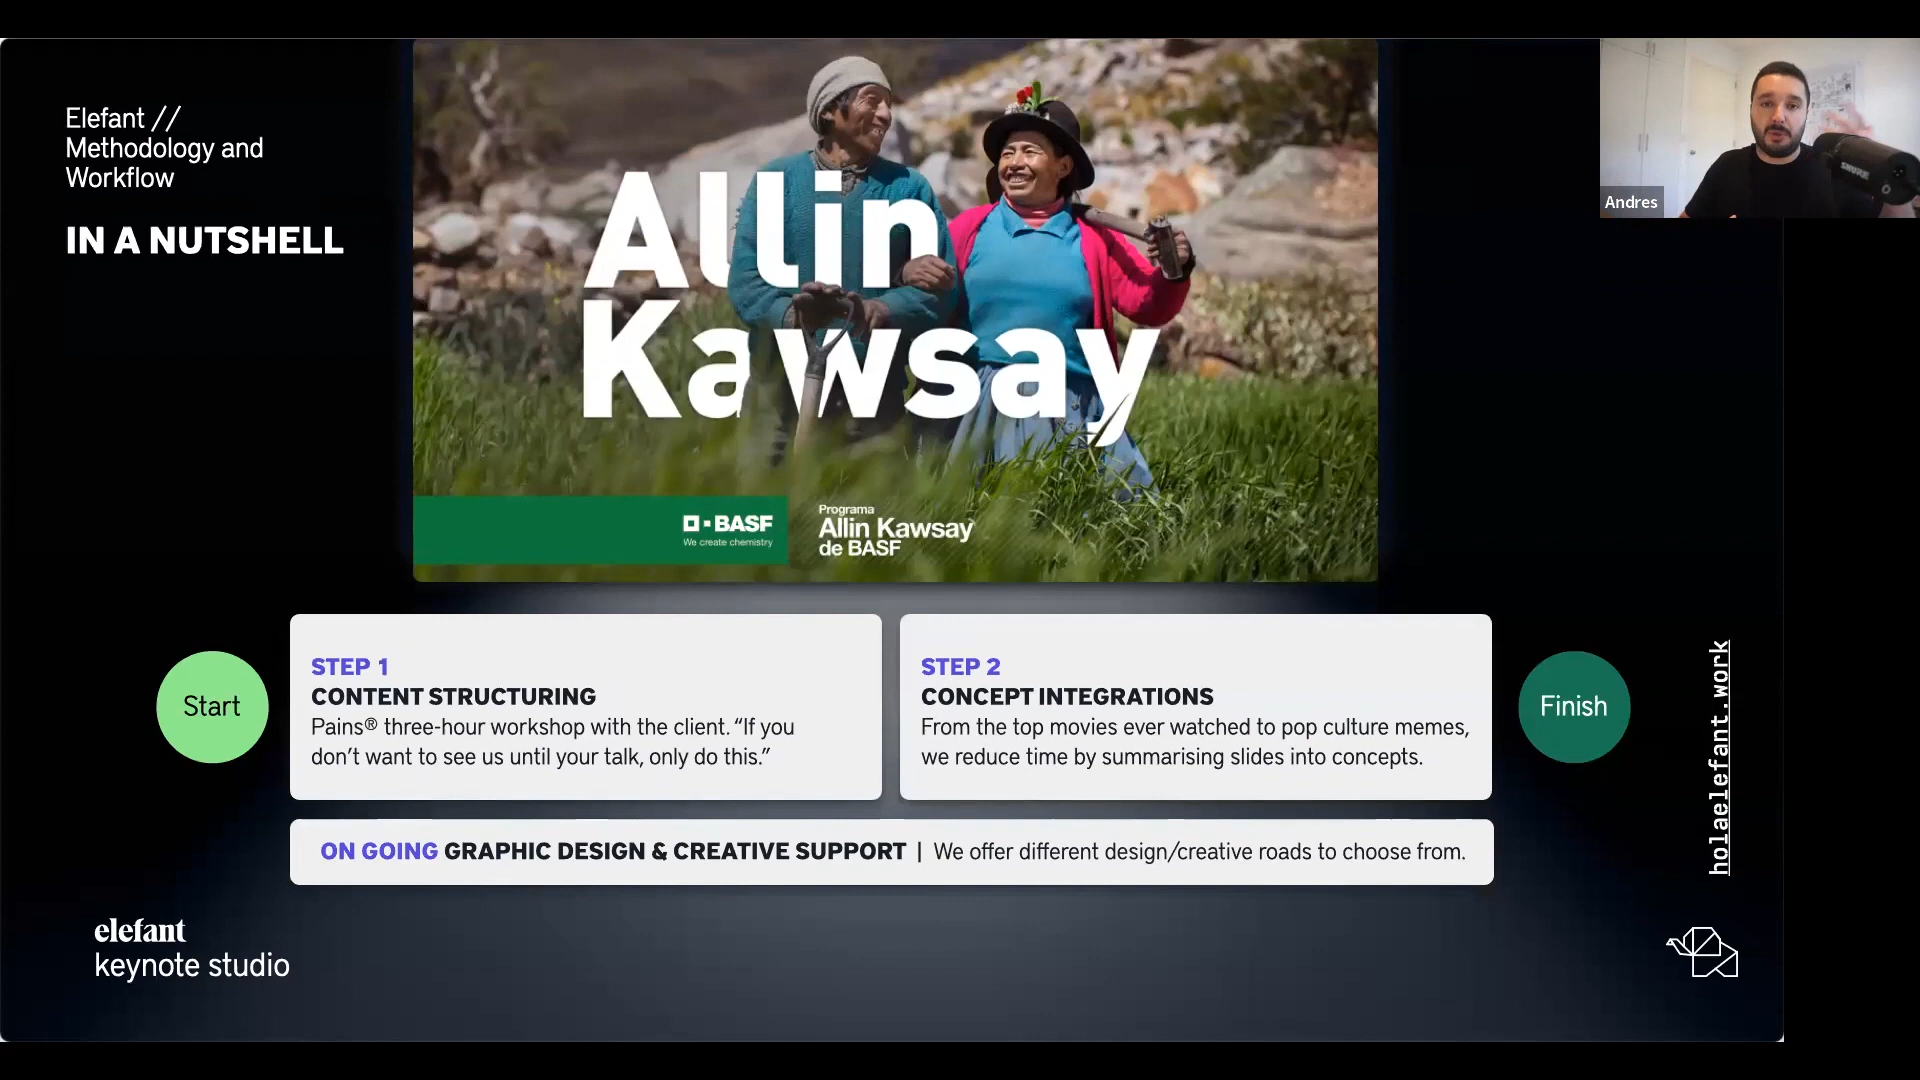 Elefant //
Methodology and
Workflow
IN A NUTSHELL
Allin
Kawsay
BASF
We create chemistry
Programa
Allin Kawsay
de BASF
Andres
SHURE
Start
STEP 1
CONTENT STRUCTURING
Pains® three-hour workshop with the client. “If you
don’t want to see us until your talk, only do this.”
STEP 2
CONCEPT INTEGRATIONS
From the top movies ever watched to pop culture memes,
we reduce time by summarising slides into concepts.
Finish
ON GOING GRAPHIC DESIGN & CREATIVE SUPPORT | We offer different design/creative roads to choose from.
holaelefant.work
elefant
keynote studio